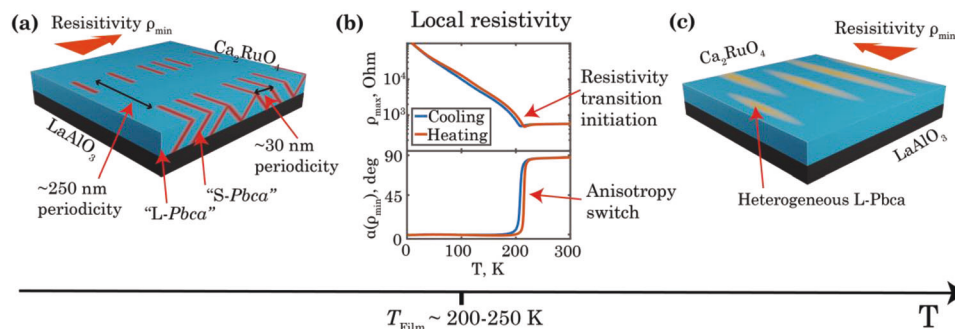 (a)
Resisitivity ρmin
Ca2RuO4
LaAlO3
~250 nm
periodicity
"L-Pbca"
"S-Pbca"
~30 nm
periodicity
(b)
Local resistivity
ρmax, Ohm
10^4
10^3
Cooling
Heating
Resistivity
transition
initiation
α(ρmin), deg
90
45
0
0
100
200
300
T, K
Anisotropy
switch
(c)
Resisitivity ρmin
Ca2RuO4
LaAlO3
Heterogeneous L-Pbca
TFilm ~ 200-250 K
T